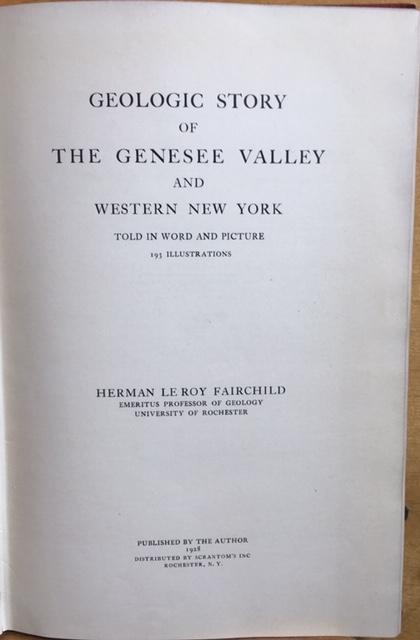 GEOLOGIC STORY
OF
THE GENESEE VALLEY
AND
WESTERN NEW YORK
TOLD IN WORD AND PICTURE
193 ILLUSTRATIONS
HERMAN LE ROY FAIRCHILD
EMERITUS PROFESSOR OF GEOLOGY
UNIVERSITY OF ROCHESTER
PUBLISHED BY THE AUTHOR
1928
DISTRIBUTED BY SCRANTOM'S INC
ROCHESTER, N. Y.